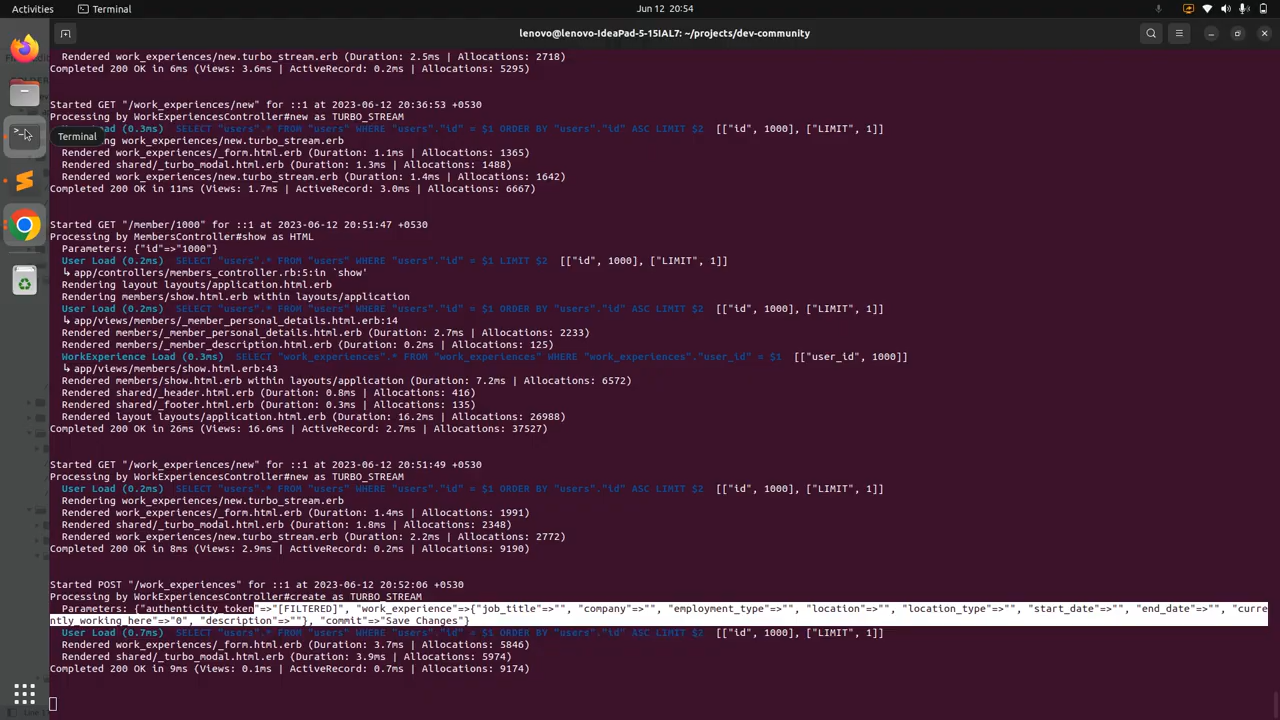 Activities
Terminal
Jun 12 20:54
lenovo@lenovo-IdeaPad-5-15IAL7: ~/projects/dev-community
Rendered work_experiences/new.turbo_stream.erb (Duration: 2.5ms | Allocations: 2718)
Completed 200 OK in 6ms (Views: 3.6ms | ActiveRecord: 0.2ms | Allocations: 5295)
Started GET "/work_experiences/new" for ::1 at 2023-06-12 20:36:53 +0530
Processing by WorkExperiencesController#new as TURBO_STREAM
Load (0.3ms) SELECT "users".* FROM "users" WHERE "users"."id" = $1 ORDER BY "users"."id" ASC LIMIT $2 [["id", 1000], ["LIMIT", 1]]
Terminal
work_experiences/new.turbo_stream.erb
Rendered work_experiences/_form.html.erb (Duration: 1.1ms | Allocations: 1365)
Rendered shared/_turbo_modal.html.erb (Duration: 1.3ms | Allocations: 1488)
Rendered work_experiences/new.turbo_stream.erb (Duration: 1.4ms | Allocations: 1642)
Completed 200 OK in 11ms (Views: 1.7ms | ActiveRecord: 3.0ms | Allocations: 6667)
Started GET "/member/1000" for ::1 at 2023-06-12 20:51:47 +0530
Processing by MembersController#show as HTML
Parameters: {"id"=>"1000"}
User Load (0.2ms) SELECT "users".* FROM "users" WHERE "users"."id" = $1 LIMIT $2 [["id", 1000], ["LIMIT", 1]]
↳ app/controllers/members_controller.rb:5:in `show'
Rendering layout layouts/application.html.erb
Rendering members/show.html.erb within layouts/application
User Load (0.2ms) SELECT "users".* FROM "users" WHERE "users"."id" = $1 ORDER BY "users"."id" ASC LIMIT $2 [["id", 1000], ["LIMIT", 1]]
↳ app/views/members/_member_personal_details.html.erb:14
Rendered members/_member_personal_details.html.erb (Duration: 2.7ms | Allocations: 2233)
Rendered members/_member_description.html.erb (Duration: 0.2ms | Allocations: 125)
WorkExperience Load (0.3ms) SELECT "work_experiences".* FROM "work_experiences" WHERE "work_experiences"."user_id" = $1 [["user_id", 1000]]
↳ app/views/members/show.html.erb:43
Rendered members/show.html.erb within layouts/application (Duration: 7.2ms | Allocations: 6572)
Rendered shared/_header.html.erb (Duration: 0.8ms | Allocations: 416)
Rendered shared/_footer.html.erb (Duration: 0.3ms | Allocations: 135)
Rendered layout layouts/application.html.erb (Duration: 16.2ms | Allocations: 26988)
Completed 200 OK in 26ms (Views: 16.6ms | ActiveRecord: 2.7ms | Allocations: 37527)
Started GET "/work_experiences/new" for ::1 at 2023-06-12 20:51:49 +0530
Processing by WorkExperiencesController#new as TURBO_STREAM
User Load (0.2ms) SELECT "users".* FROM "users" WHERE "users"."id" = $1 ORDER BY "users"."id" ASC LIMIT $2 [["id", 1000], ["LIMIT", 1]]
Rendering work_experiences/new.turbo_stream.erb
Rendered work_experiences/_form.html.erb (Duration: 1.4ms | Allocations: 1991)
Rendered shared/_turbo_modal.html.erb (Duration: 1.8ms | Allocations: 2348)
Rendered work_experiences/new.turbo_stream.erb (Duration: 2.2ms | Allocations: 2772)
Completed 200 OK in 8ms (Views: 2.9ms | ActiveRecord: 0.2ms | Allocations: 9190)
Started POST "/work_experiences" for ::1 at 2023-06-12 20:52:06 +0530
Processing by WorkExperiencesController#create as TURBO_STREAM
Parameters: {"authenticity_token"=>"[FILTERED]", "work_experience"=>{"job_title"=>"", "company"=>"", "employment_type"=>"", "location"=>"", "location_type"=>"", "start_date"=>"", "end_date"=>"", "curre
ntly_working_here"=>"0", "description"=>""}, "commit"=>"Save Changes"}
User Load (0.7ms) SELECT "users".* FROM "users" WHERE "users"."id" = $1 ORDER BY "users"."id" ASC LIMIT $2 [["id", 1000], ["LIMIT", 1]]
Rendered work_experiences/_form.html.erb (Duration: 3.7ms | Allocations: 5846)
Rendered shared/_turbo_modal.html.erb (Duration: 3.9ms | Allocations: 5974)
Completed 200 OK in 9ms (Views: 0.1ms | ActiveRecord: 0.7ms | Allocations: 9174)